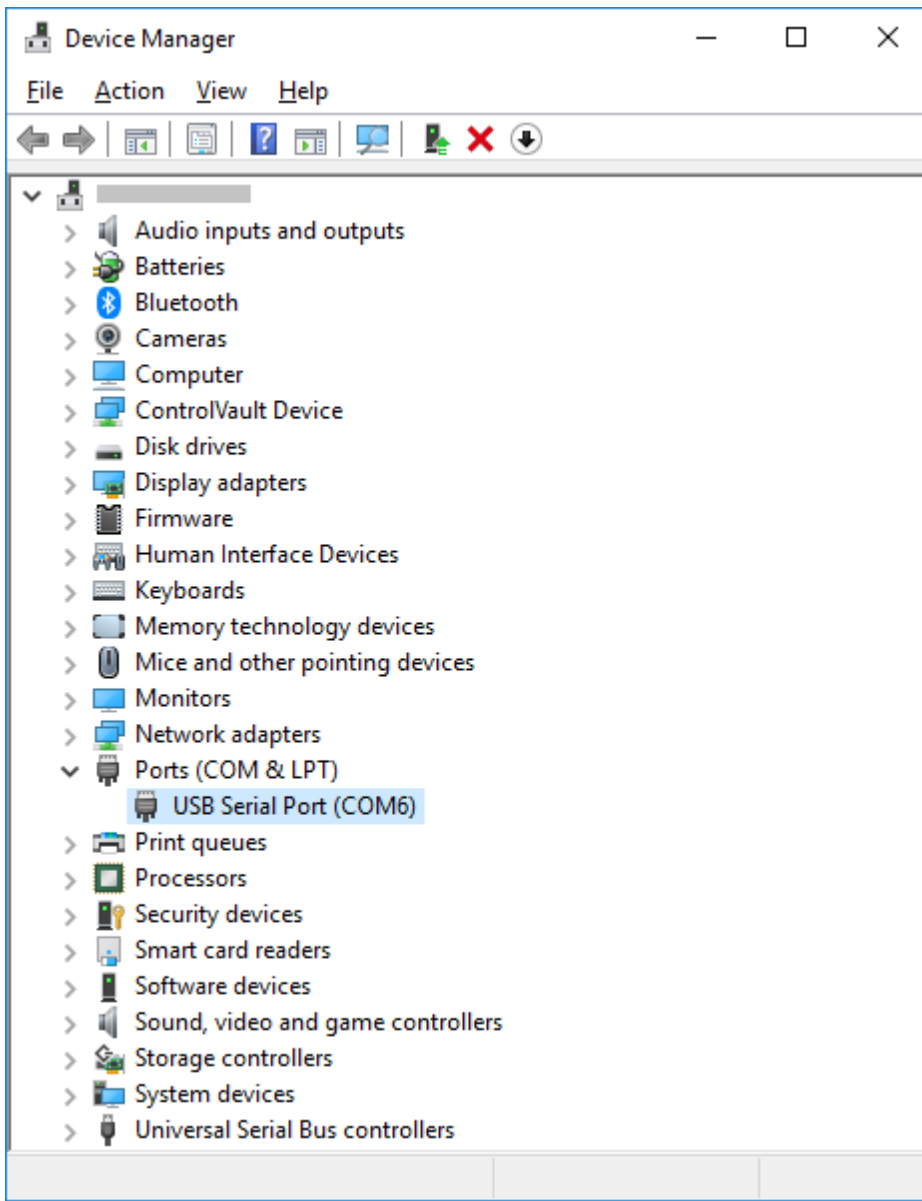 Device Manager
File Action View Help
Audio inputs and outputs
Batteries
Bluetooth
Cameras
Computer
ControlVault Device
Disk drives
Display adapters
Firmware
Human Interface Devices
Keyboards
Memory technology devices
Mice and other pointing devices
Monitors
Network adapters
Ports (COM & LPT)
USB Serial Port (COM6)
Print queues
Processors
Security devices
Smart card readers
Software devices
Sound, video and game controllers
Storage controllers
System devices
Universal Serial Bus controllers